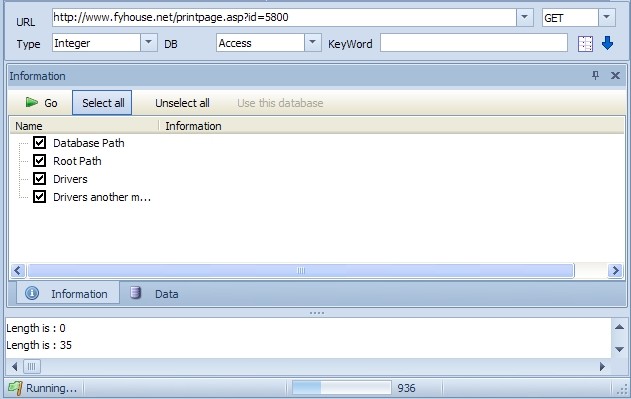 URL http://www.fyhouse.net/printpage.asp?id=5800 GET
Type Integer DB Access KeyWord
Information
Go Select all Unselect all Use this database
Name Information
Database Path
Root Path
Drivers
Drivers another m...
Information Data
Length is : 0
Length is : 35
Running... 936